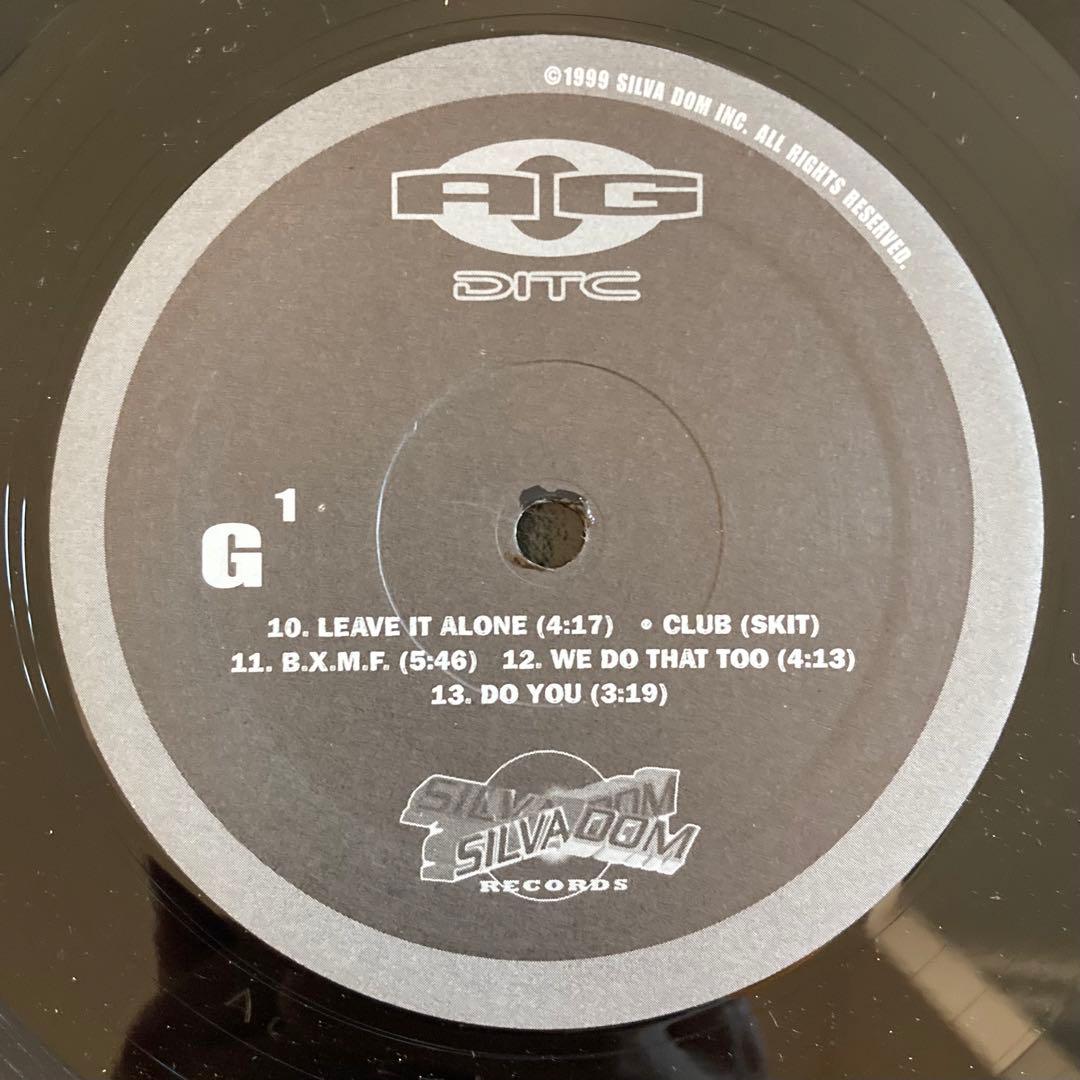 ©1999 SILVA DOM INC. ALL RIGHTS RESERVED.
AG
DITC
G1
10. LEAVE IT ALONE (4:17) • CLUB (SKIT)
11. B.X.M.F. (5:46) 12. WE DO THAT TOO (4:13)
13. DO YOU (3:19)
SILVA DOM
SILVA DOM
RECORDS